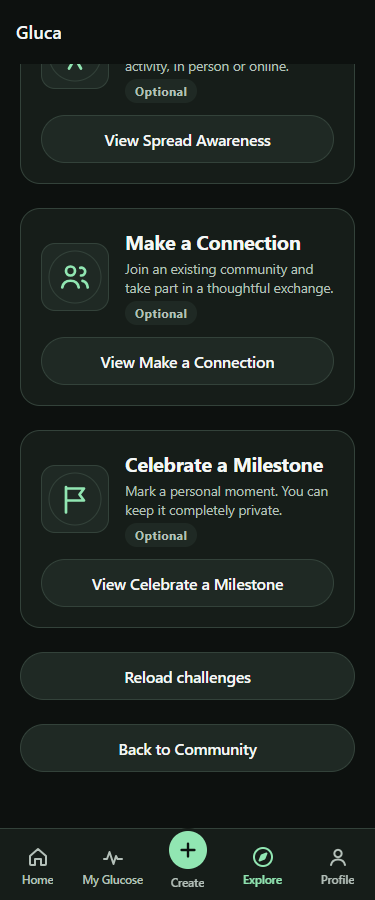 Gluca
activity, in person or online.
Optional
View Spread Awareness
Make a Connection
Join an existing community and
take part in a thoughtful exchange.
Optional
View Make a Connection
Celebrate a Milestone
Mark a personal moment. You can
keep it completely private.
Optional
View Celebrate a Milestone
Reload challenges
Back to Community
Home
My Glucose
Create
Explore
Profile